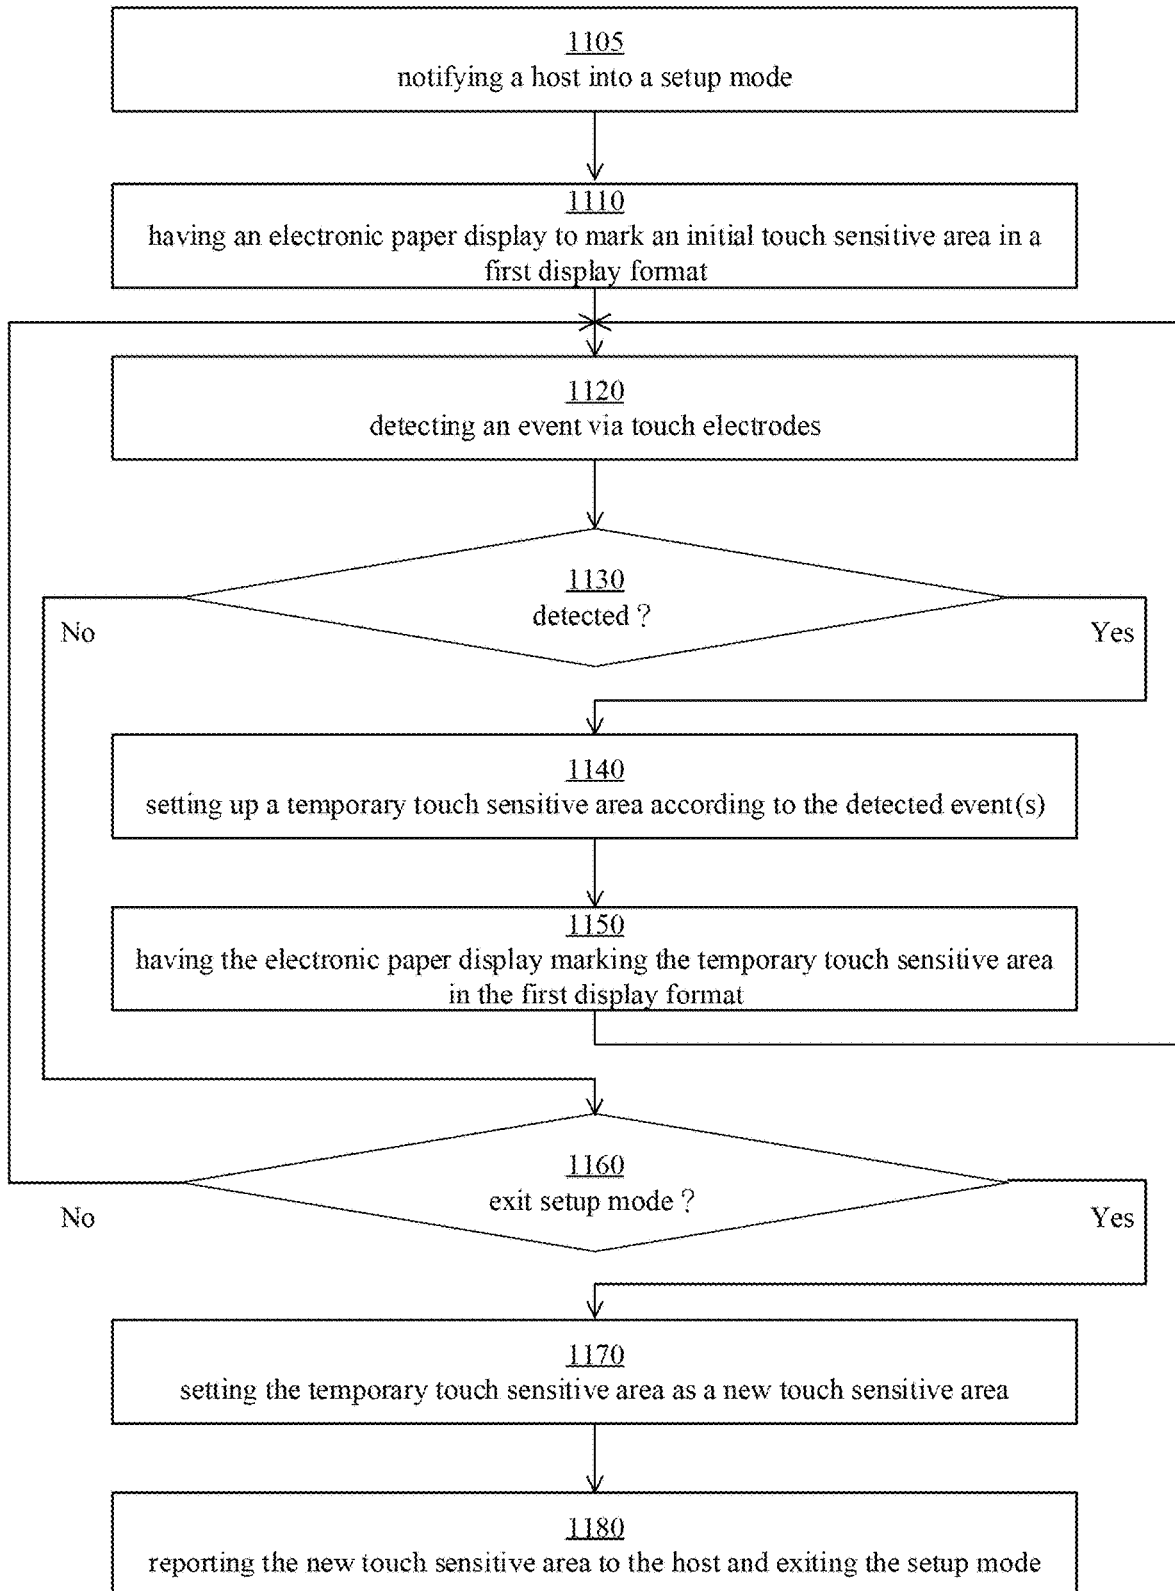 1105
notifying a host into a setup mode
1110
having an electronic paper display to mark an initial touch sensitive area in a
first display format
1120
detecting an event via touch electrodes
1130
detected ?
No
Yes
1140
setting up a temporary touch sensitive area according to the detected event(s)
1150
having the electronic paper display marking the temporary touch sensitive area
in the first display format
1160
exit setup mode ?
No
Yes
1170
setting the temporary touch sensitive area as a new touch sensitive area
1180
reporting the new touch sensitive area to the host and exiting the setup mode